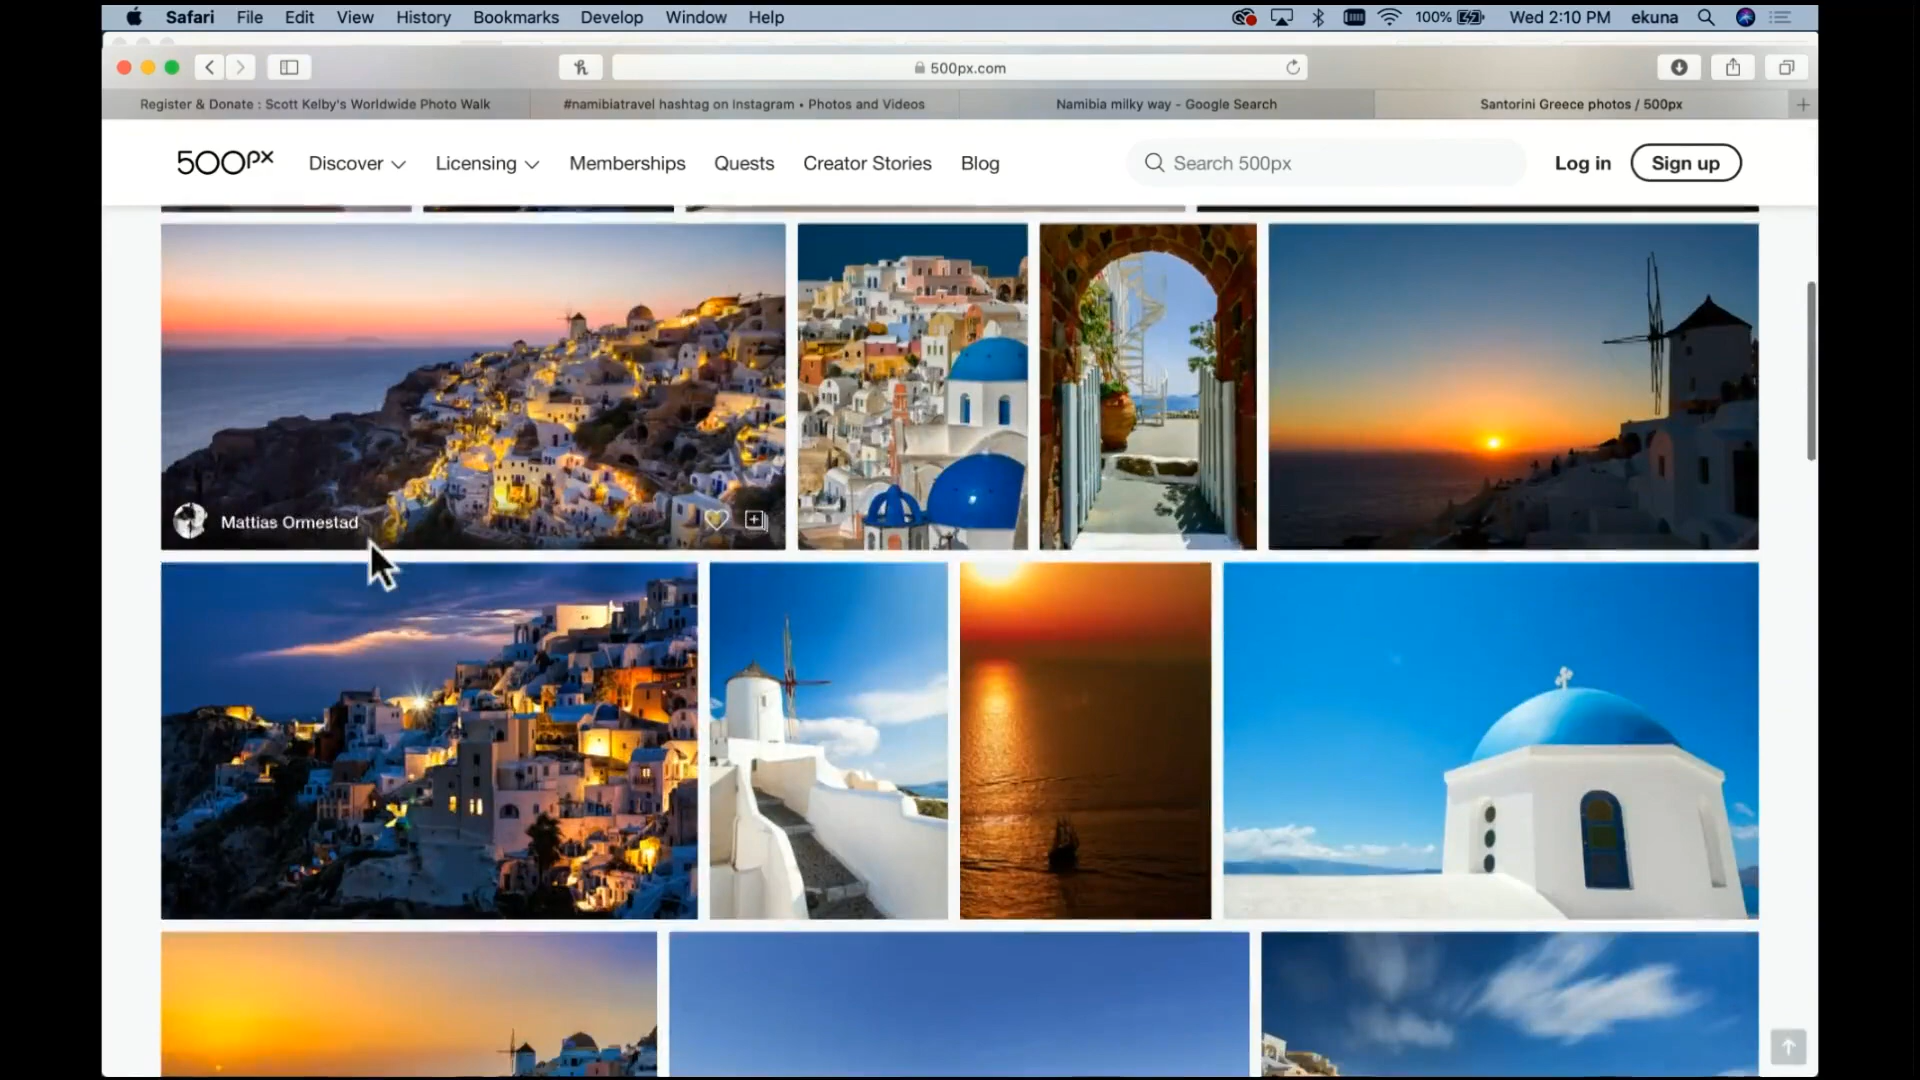 Safari File Edit View History Bookmarks Develop Window Help 100% Wed 2:10 PM ekuna
500px.com
Register & Donate : Scott Kelby's Worldwide Photo Walk #namibiatravel hashtag on Instagram • Photos and Videos Namibia milky way - Google Search Santorini Greece photos / 500px
500px Discover Licensing Memberships Quests Creator Stories Blog Search 500px Log in Sign up
Mattias Ormestad